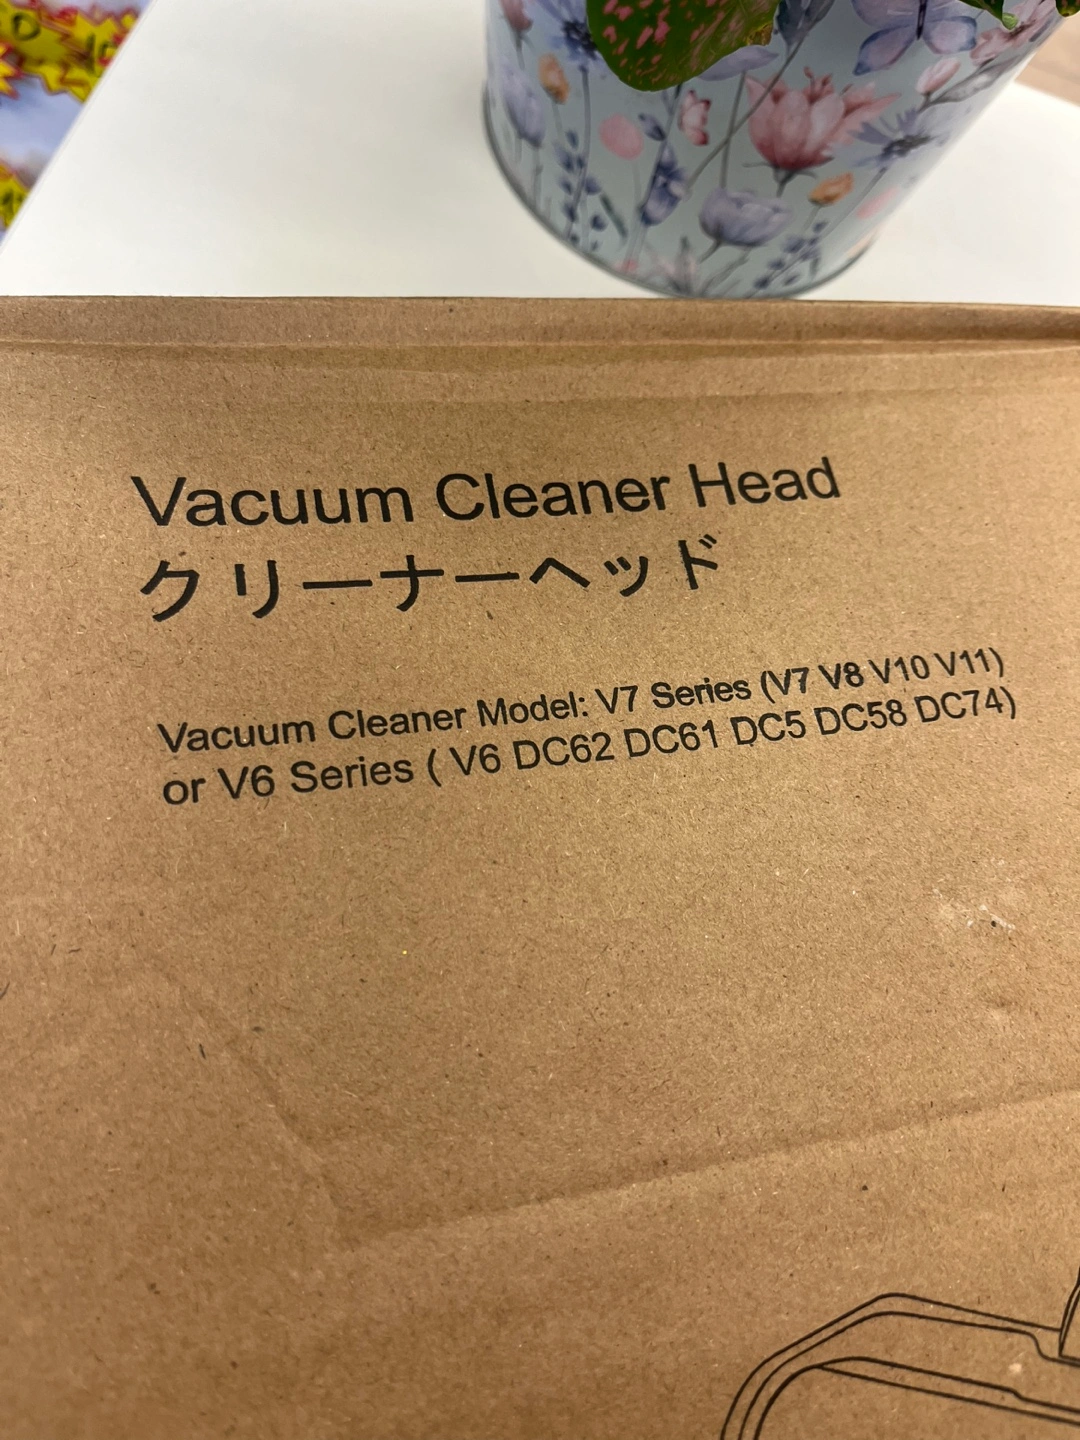 Vacuum Cleaner Head
クリーナーヘッド
Vacuum Cleaner Model: V7 Series (V7 V8 V10 V11)
or V6 Series ( V6 DC62 DC61 DC5 DC58 DC74)